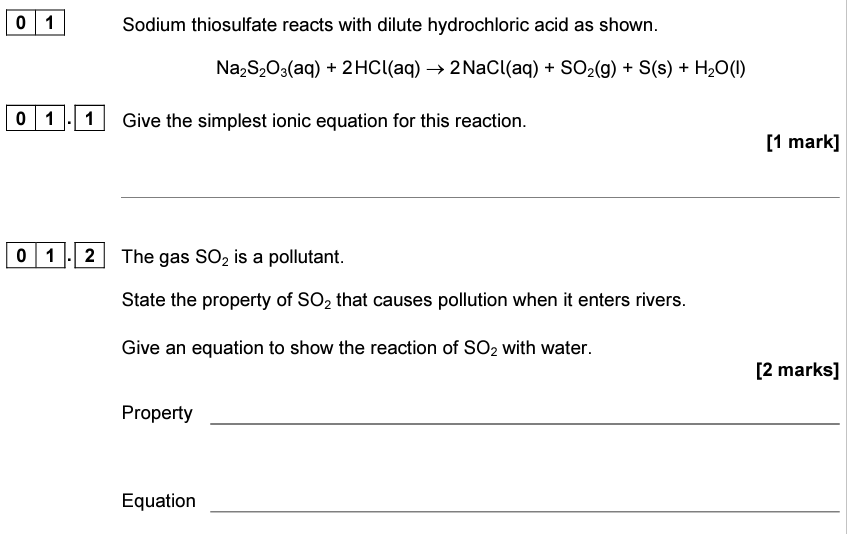 0 1 Sodium thiosulfate reacts with dilute hydrochloric acid as shown.
Na₂S₂O₃(aq) + 2HCl(aq) → 2NaCl(aq) + SO₂(g) + S(s) + H₂O(l)
0 1 . 1 Give the simplest ionic equation for this reaction.
[1 mark]
0 1 . 2 The gas SO₂ is a pollutant.
State the property of SO₂ that causes pollution when it enters rivers.
Give an equation to show the reaction of SO₂ with water.
[2 marks]
Property
Equation